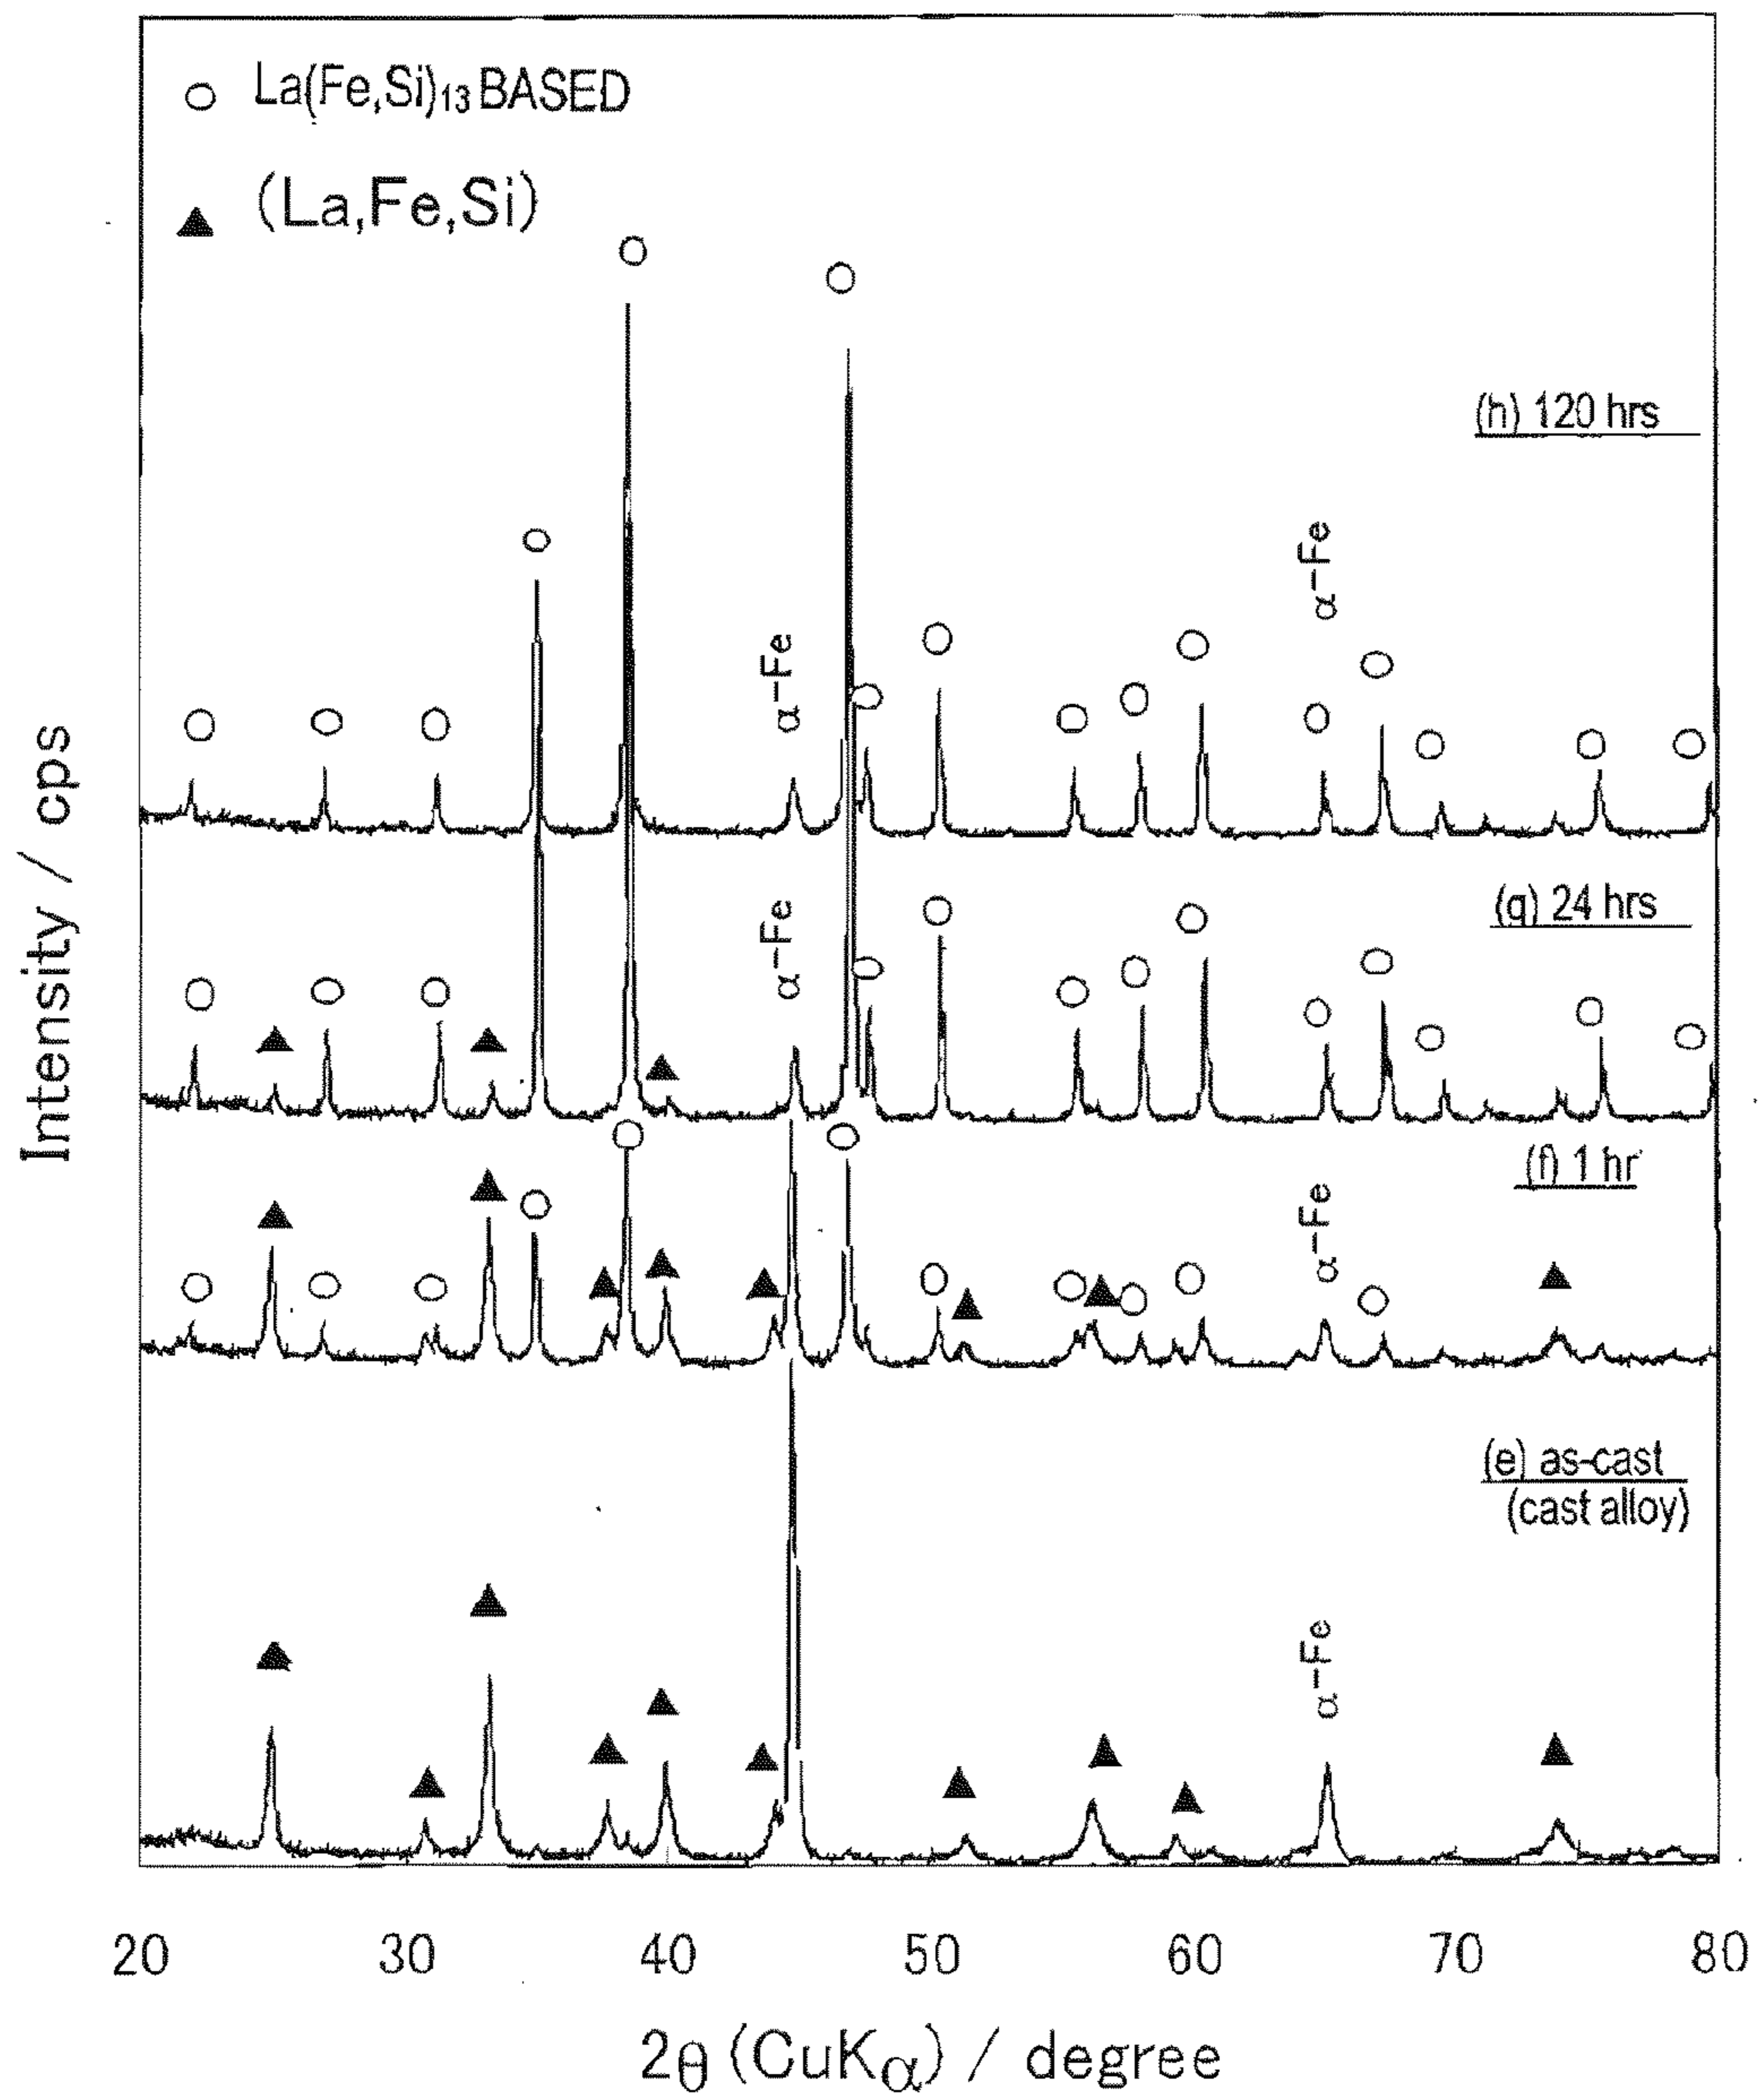 ○ La(Fe,Si)₁₃ BASED
▲ (La,Fe,Si)
(h) 120 hrs
α-Fe
α-Fe
(g) 24 hrs
α-Fe
(f) 1 hr
α-Fe
(e) as-cast
(cast alloy)
α-Fe
Intensity / cps
20 30 40 50 60 70 80
2θ (CuKα) / degree